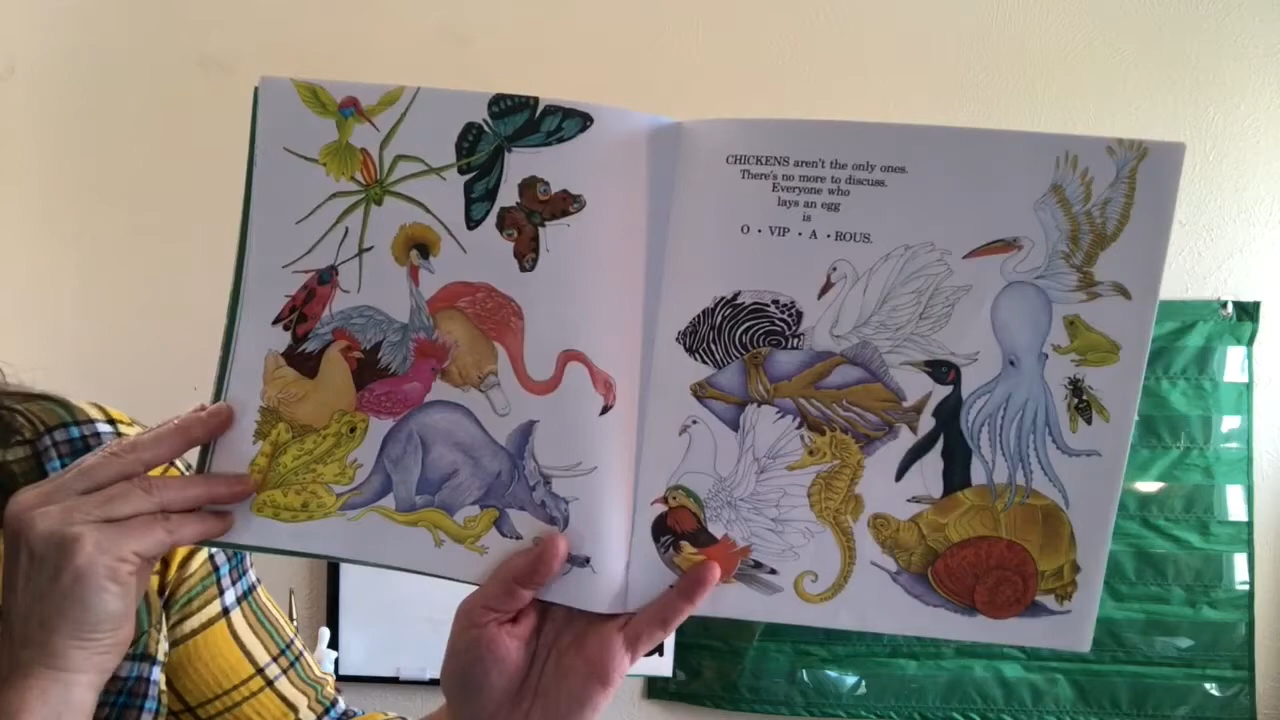 CHICKENS aren't the only ones.
There's no more to discuss.
Everyone who
lays an egg
is
O • VIP • A • ROUS.